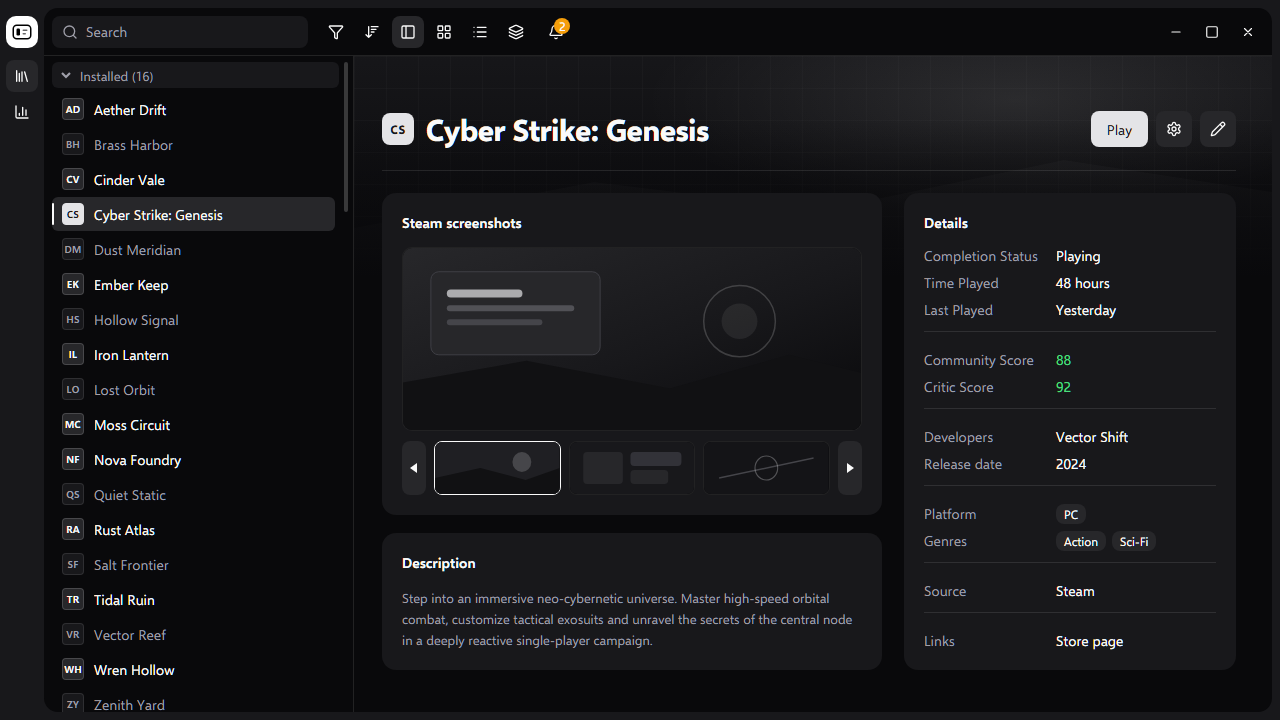 Search
2
Installed (16)
AD Aether Drift
BH Brass Harbor
CV Cinder Vale
CS Cyber Strike: Genesis
DM Dust Meridian
EK Ember Keep
HS Hollow Signal
IL Iron Lantern
LO Lost Orbit
MC Moss Circuit
NF Nova Foundry
QS Quiet Static
RA Rust Atlas
SF Salt Frontier
TR Tidal Ruin
VR Vector Reef
WH Wren Hollow
ZY Zenith Yard
CS Cyber Strike: Genesis
Play
Steam screenshots
Description
Step into an immersive neo-cybernetic universe. Master high-speed orbital
combat, customize tactical exosuits and unravel the secrets of the central node
in a deeply reactive single-player campaign.
Details
Completion Status Playing
Time Played 48 hours
Last Played Yesterday
Community Score 88
Critic Score 92
Developers Vector Shift
Release date 2024
Platform PC
Genres Action Sci-Fi
Source Steam
Links Store page